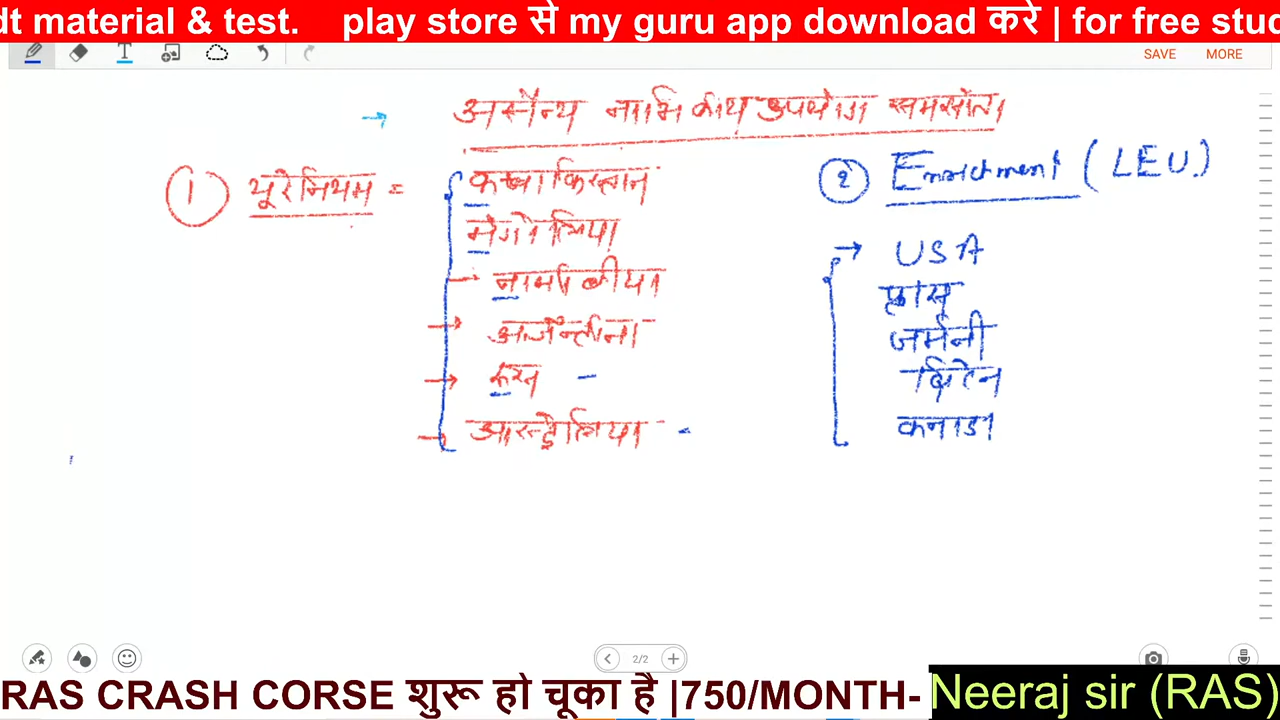 dt material & test. play store से my guru app download करे | for free stud
SAVE MORE
→ असैन्य नाभिकीय उपयोग समझौता
① यूरेनियम =
कच्चाकिस्तान
मंगोलिया
→ नामीबीया
→ अर्जेन्तीना
→ रूस -
→ आस्ट्रेलिया -
② Enrichment (LEU.)
→ USA
फ्रांस
जर्मनी
ब्रिटेन
कनाडा
2/2
RAS CRASH CORSE शुरू हो चूका है |750/MONTH- Neeraj sir (RAS)